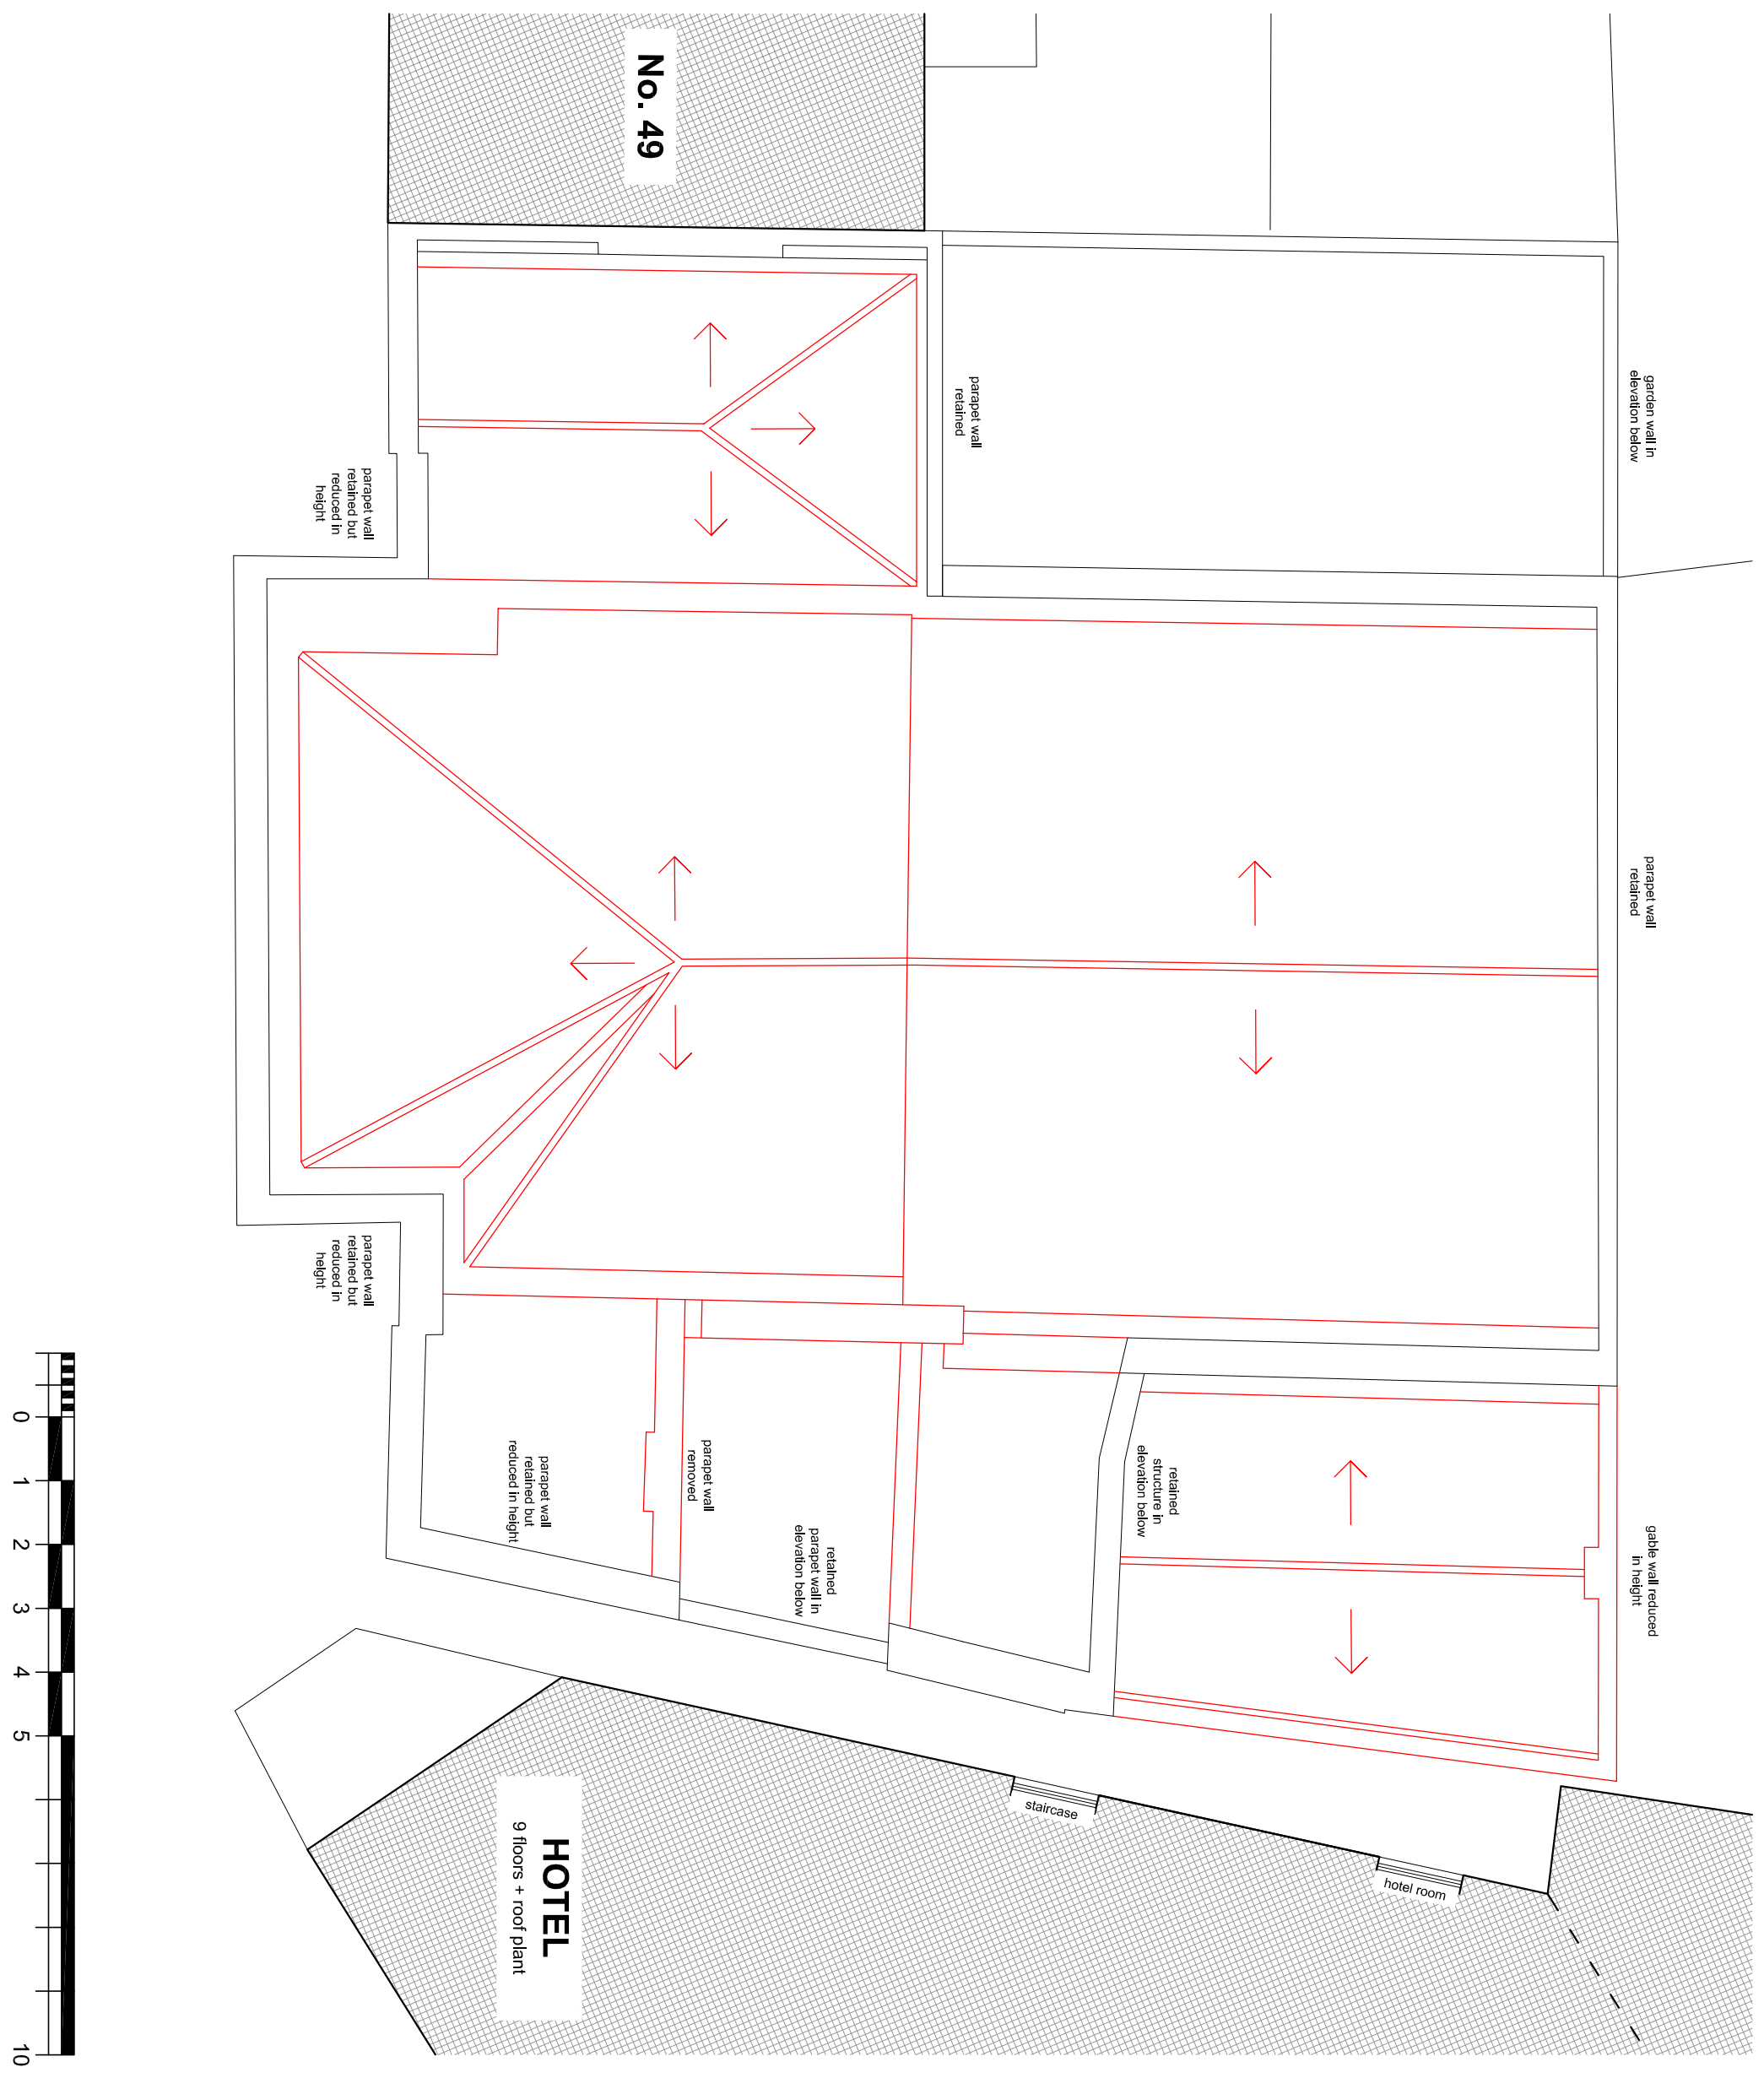 No. 49
garden wall in
elevation below
parapet wall
retained
parapet wall
retained but
reduced in
height
parapet wall
retained
parapet wall
retained but
reduced in
height
parapet wall
retained but
reduced in height
parapet wall
removed
retained
parapet wall in
elevation below
retained
structure in
elevation below
gable wall reduced
in height
staircase
hotel room
HOTEL
9 floors + roof plant
0
1
2
3
4
5
10